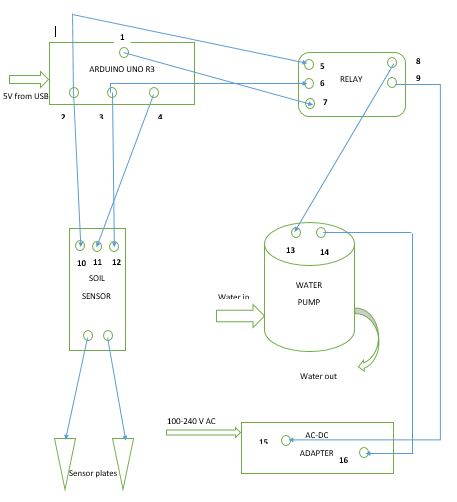 1
ARDUINO UNO R3
5V from USB
2
3
4
5
6
7
RELAY
8
9
10
11
12
SOIL
SENSOR
13
14
WATER
PUMP
Water in
Water out
100-240 V AC
15
AC-DC
ADAPTER
16
Sensor plates